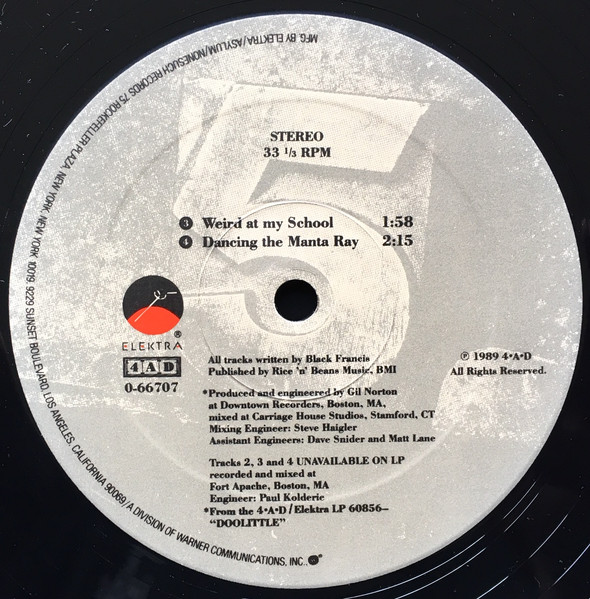 MFG. BY ELEKTRA/ASYLUM/NONESUCH RECORDS 75 ROCKEFELLER PLAZA, NEW YORK, NEW YORK 10019. 9229 SUNSET BOULEVARD, LOS ANGELES, CALIFORNIA 90069/A DIVISION OF WARNER COMMUNICATIONS, INC..
5
STEREO
33 1/3 RPM
3 Weird at my School 1:58
4 Dancing the Manta Ray 2:15
®
ELEKTRA
4AD
0-66707
All tracks written by Black Francis
Published by Rice 'n' Beans Music, BMI
℗ 1989 4•A•D
All Rights Reserved.
*Produced and engineered by Gil Norton
at Downtown Recorders, Boston, MA,
mixed at Carriage House Studios, Stamford, CT
Mixing Engineer: Steve Haigler
Assistant Engineers: Dave Snider and Matt Lane
Tracks 2, 3 and 4 UNAVAILABLE ON LP
recorded and mixed at
Fort Apache, Boston, MA
Engineer: Paul Kolderie
*From the 4•A•D/Elektra LP 60856–
“DOOLITTLE”